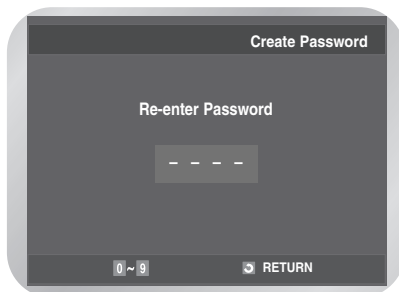 Create Password
Re-enter Password
– – – –
0 ~ 9 RETURN